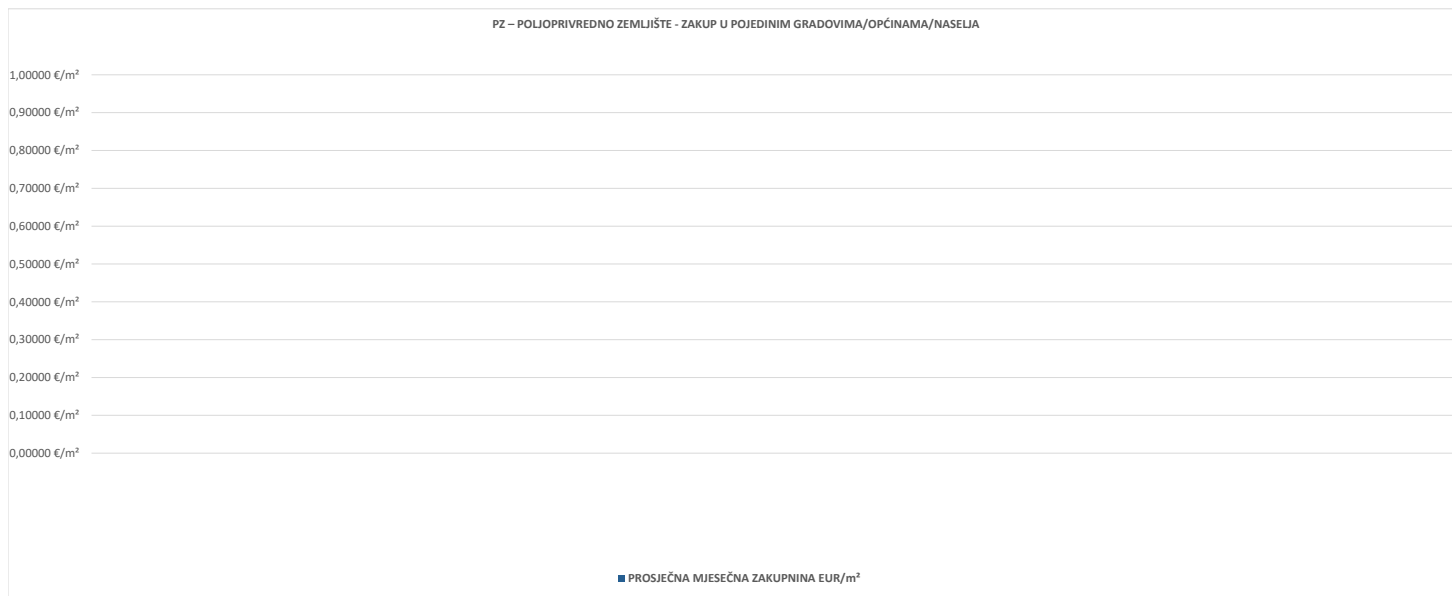 PZ – POLJOPRIVREDNO ZEMLJIŠTE - ZAKUP U POJEDINIM GRADOVIMA/OPĆINAMA/NASELJA
1,00000 €/m²
0,90000 €/m²
0,80000 €/m²
0,70000 €/m²
0,60000 €/m²
0,50000 €/m²
0,40000 €/m²
0,30000 €/m²
0,20000 €/m²
0,10000 €/m²
0,00000 €/m²
PROSJEČNA MJESEČNA ZAKUPNINA EUR/m²